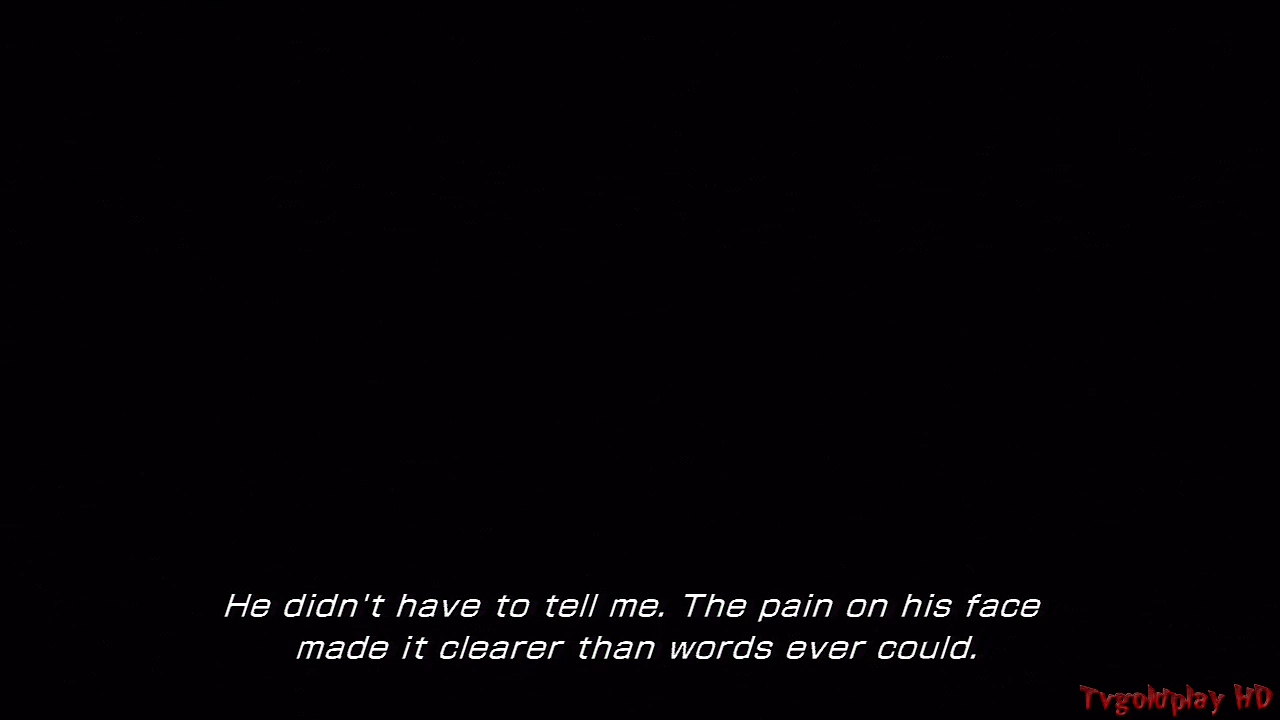 He didn't have to tell me. The pain on his face
made it clearer than words ever could.
Tvgoldplay HD